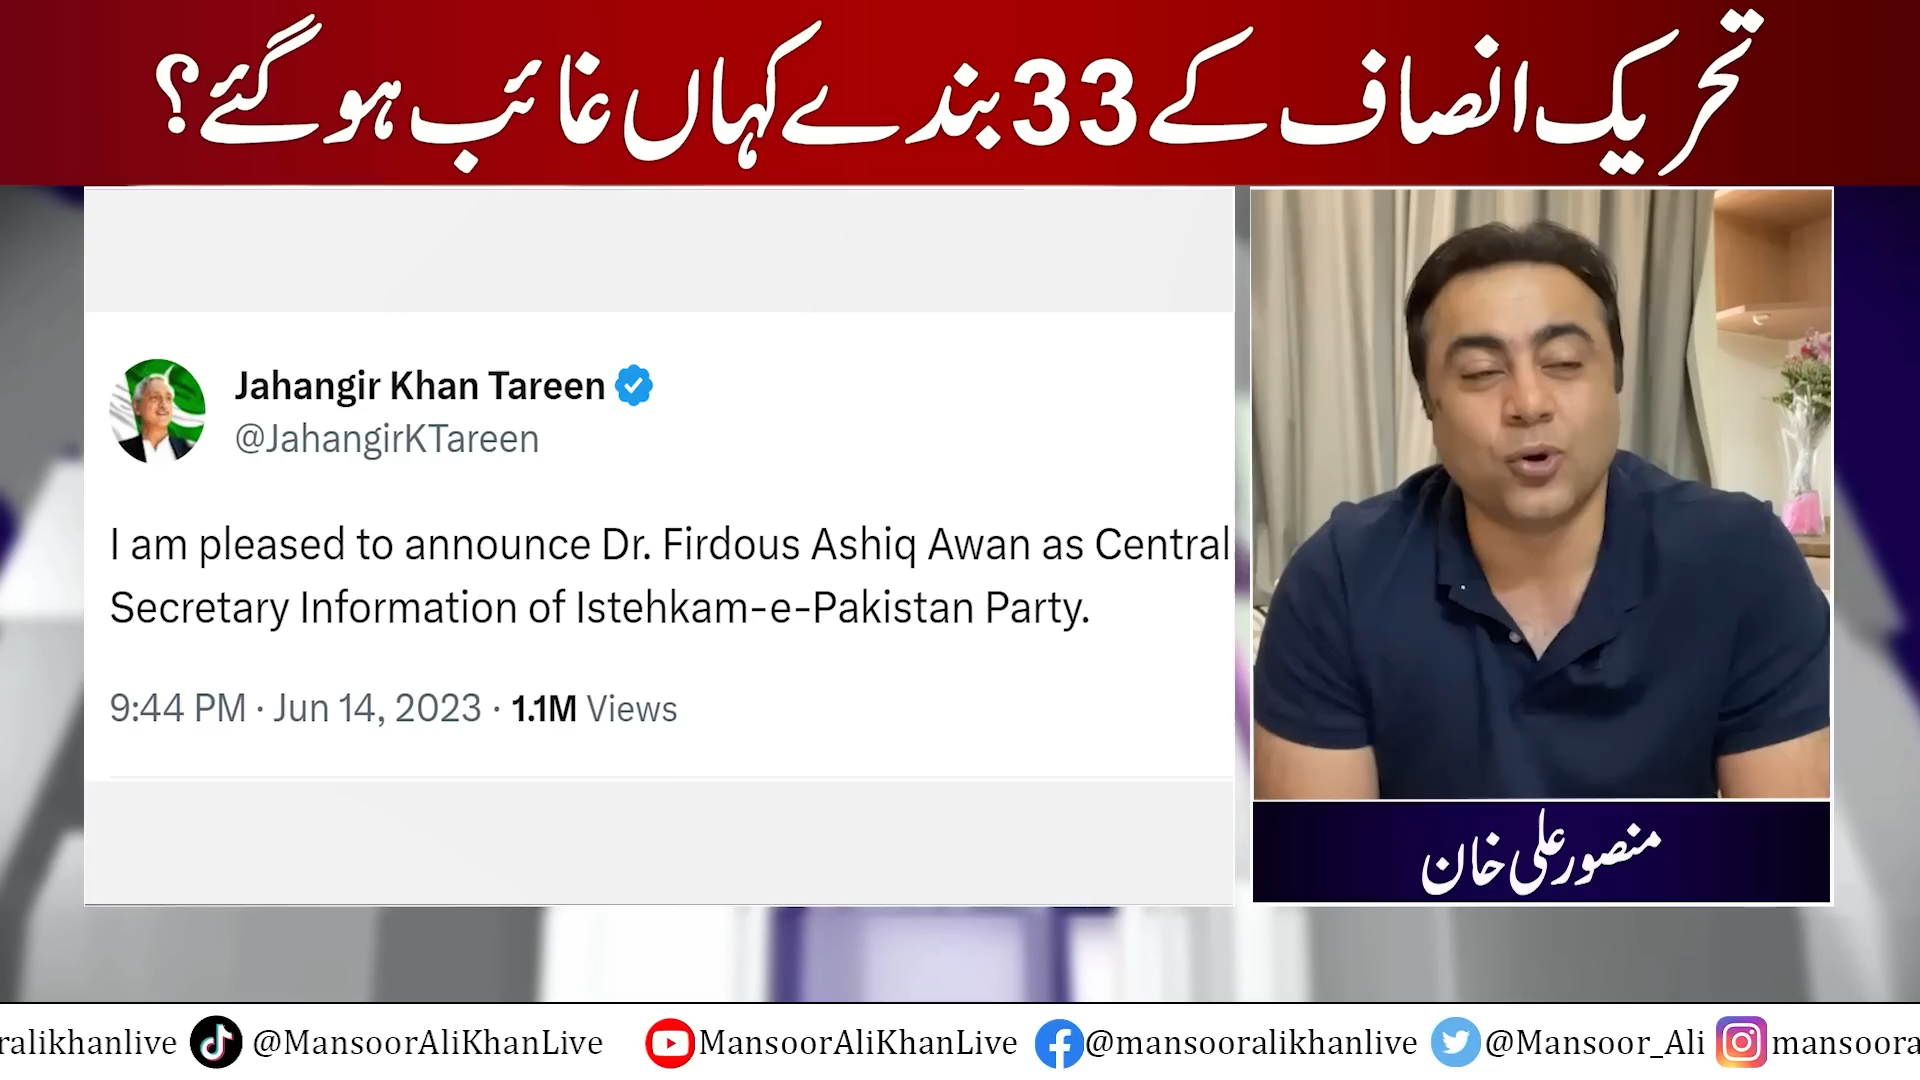 تحریک انصاف کے 33 بندے کہاں غائب ہو گئے؟
Jahangir Khan Tareen
@JahangirKTareen
I am pleased to announce Dr. Firdous Ashiq Awan as Central
Secretary Information of Istehkam-e-Pakistan Party.
9:44 PM · Jun 14, 2023 · 1.1M Views
منصور علی خان
ralikhanlive @MansoorAliKhanLive MansoorAliKhanLive @mansooralikhanlive @Mansoor_Ali mansoora